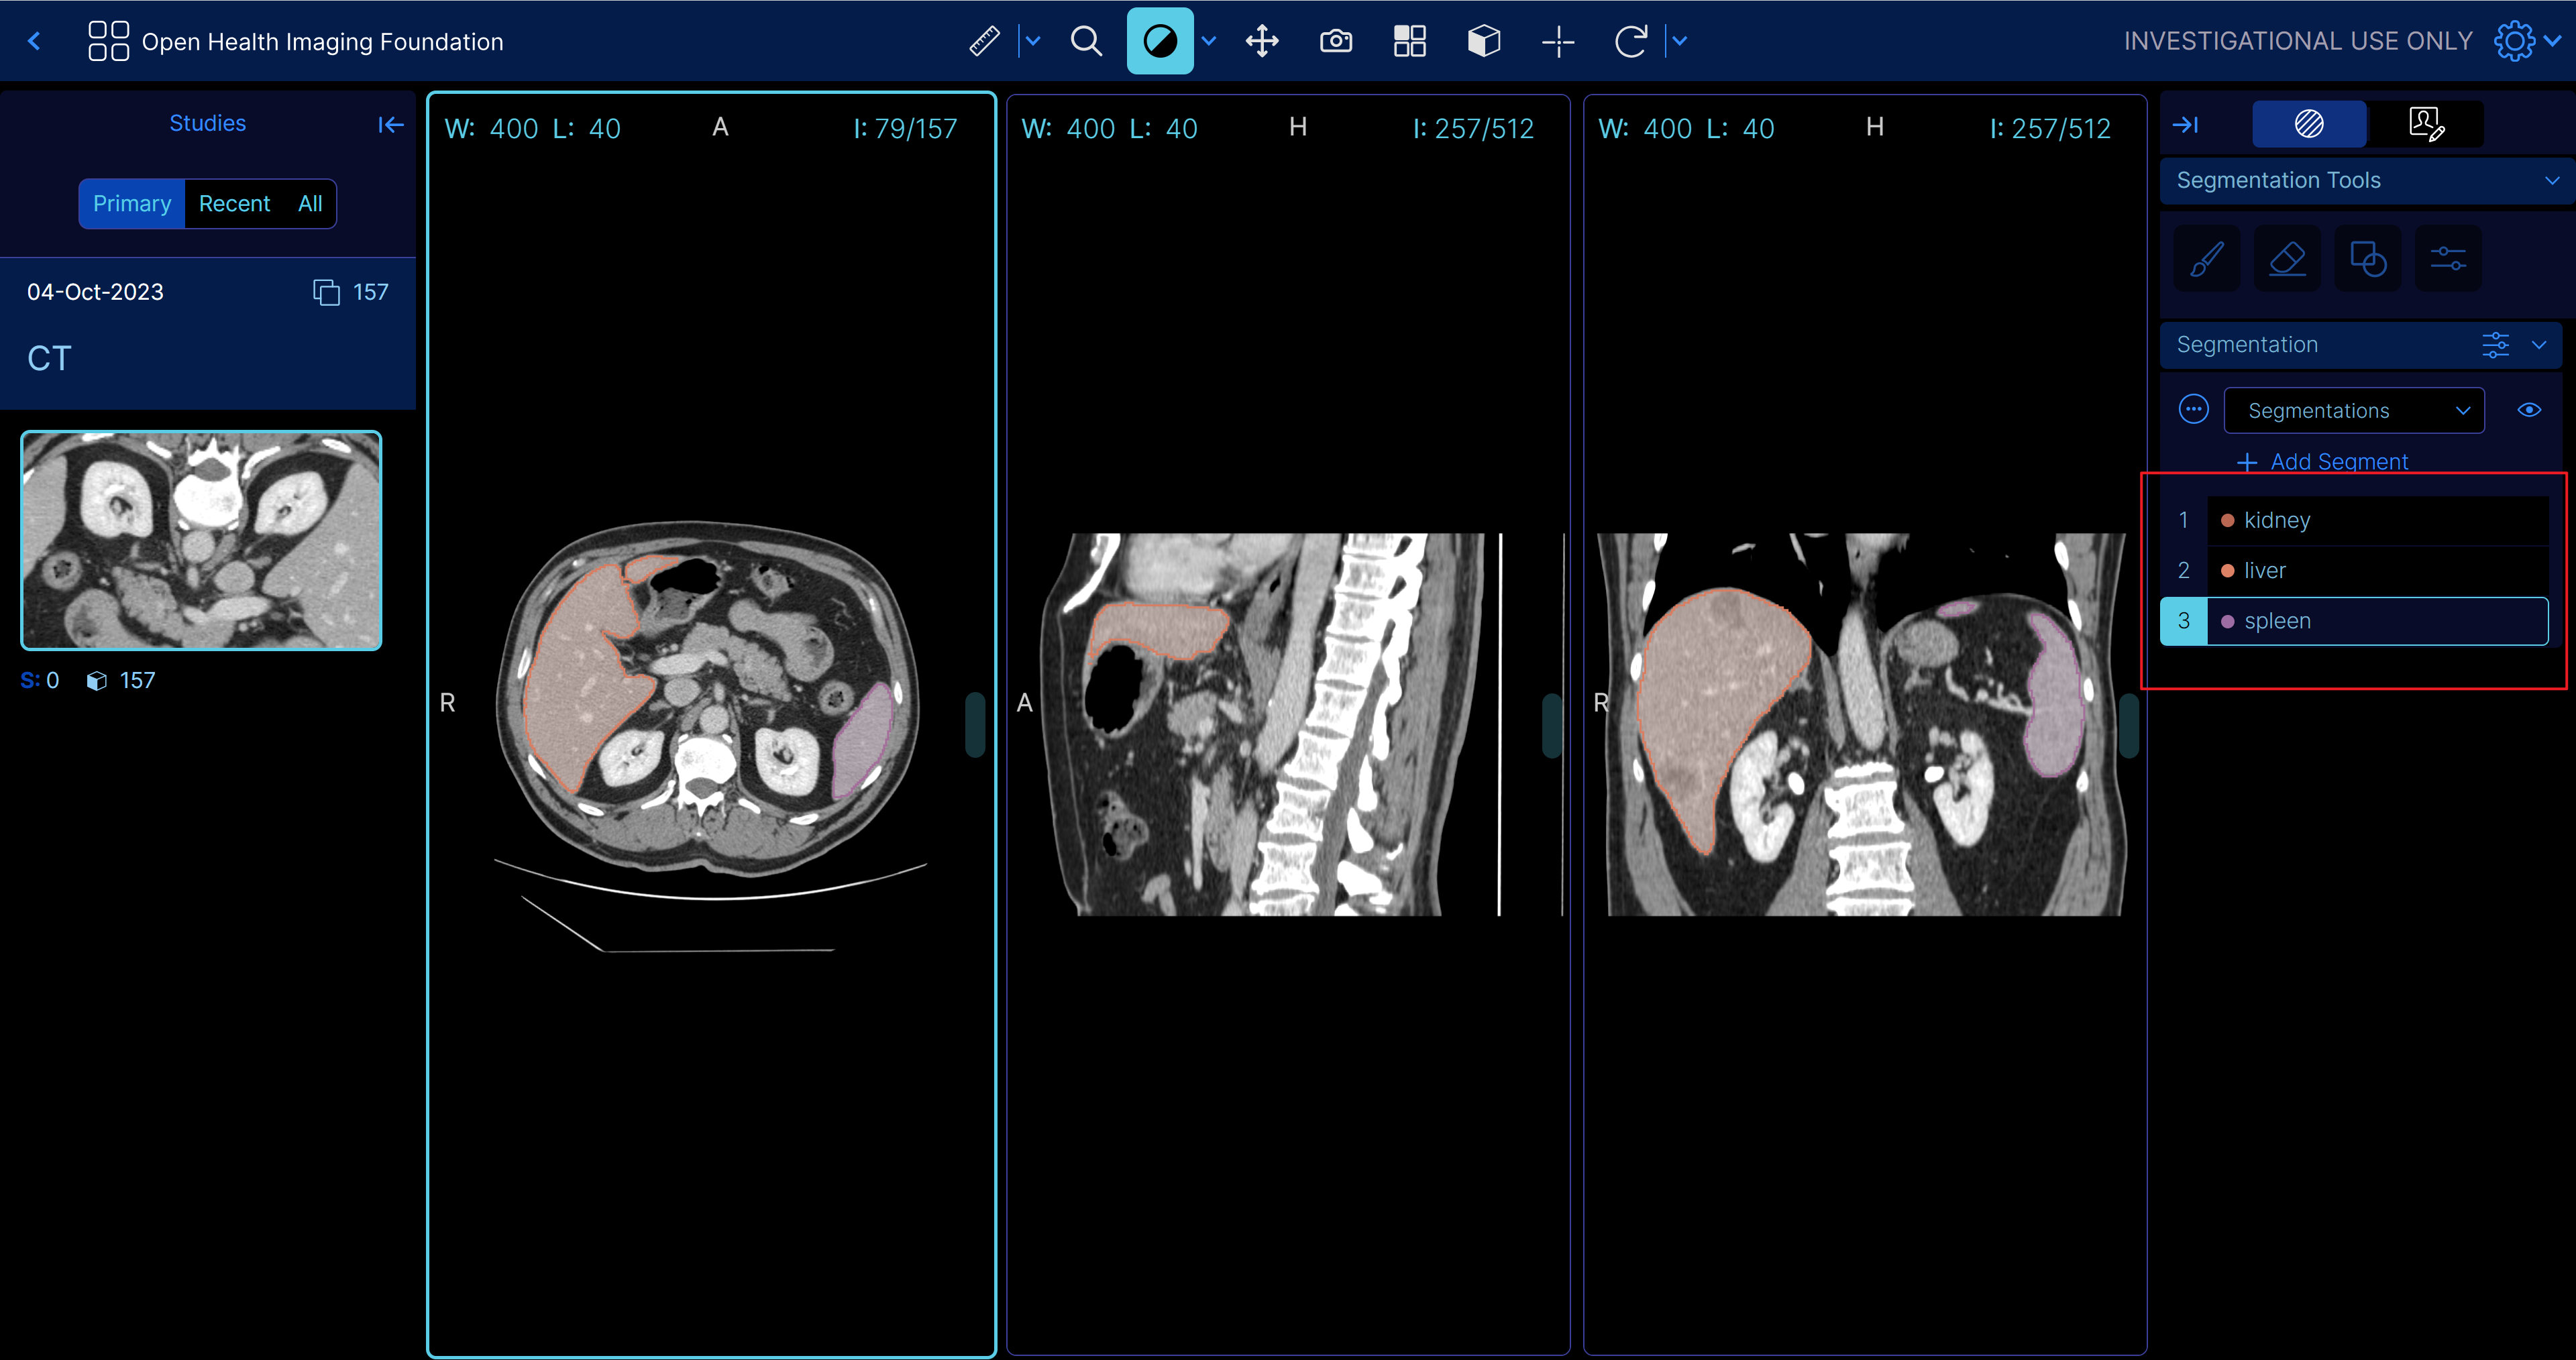 Open Health Imaging Foundation
INVESTIGATIONAL USE ONLY
Studies
Primary Recent All
04-Oct-2023 157
CT
S: 0 157
W: 400 L: 40 A I: 79/157
R
W: 400 L: 40 H I: 257/512
A
W: 400 L: 40 H I: 257/512
R
Segmentation Tools
Segmentation
Segmentations
+ Add Segment
1 kidney
2 liver
3 spleen